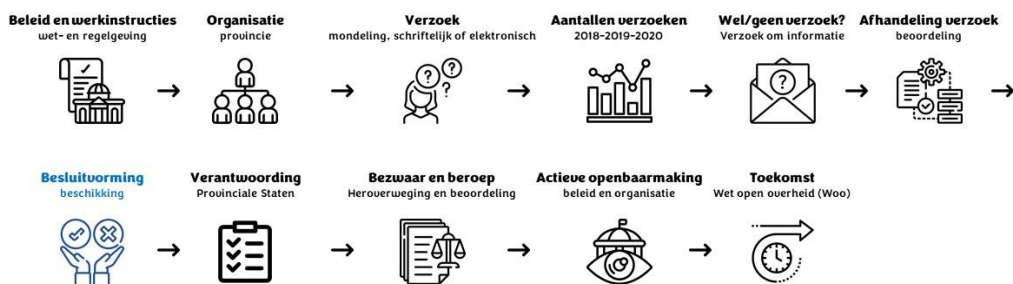 Beleid en werkinstructies
wet- en regelgeving
Organisatie
provincie
Verzoek
mondeling, schriftelijk of elektronisch
Aantallen verzoeken
2018-2019-2020
Wel/geen verzoek?
Verzoek om informatie
Afhandeling verzoek
beoordeling
Besluitvorming
beschikking
Verantwoording
Provinciale Staten
Bezwaar en beroep
Heroverweging en beoordeling
Actieve openbaarmaking
beleid en organisatie
Toekomst
Wet open overheid (Woo)